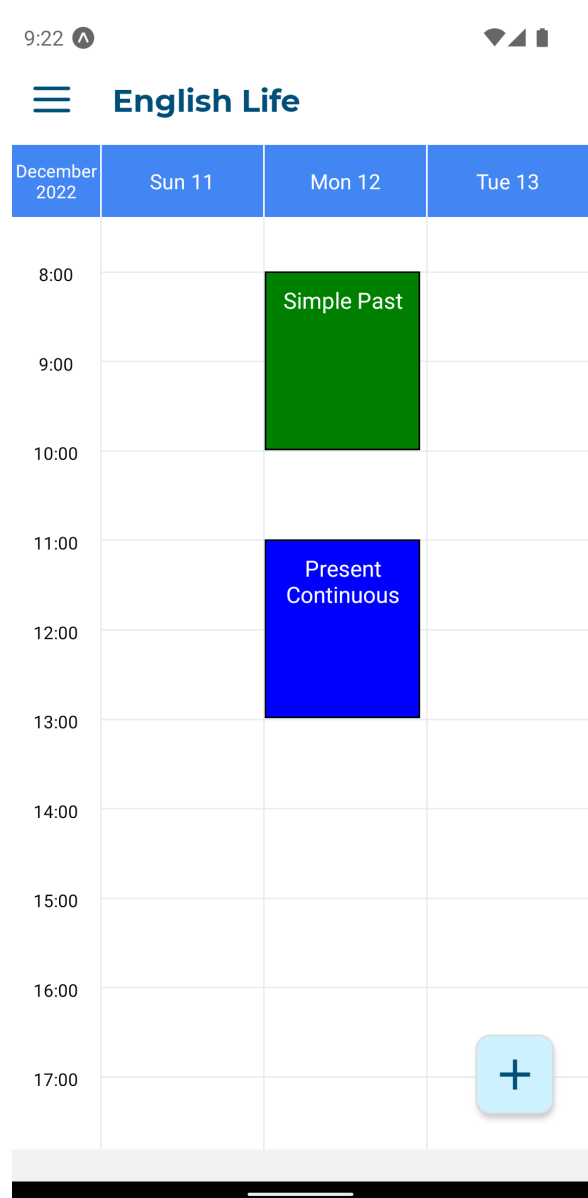 9:22
English Life
December
2022
Sun 11
Mon 12
Tue 13
8:00
Simple Past
9:00
10:00
11:00
Present
Continuous
12:00
13:00
14:00
15:00
16:00
17:00
+